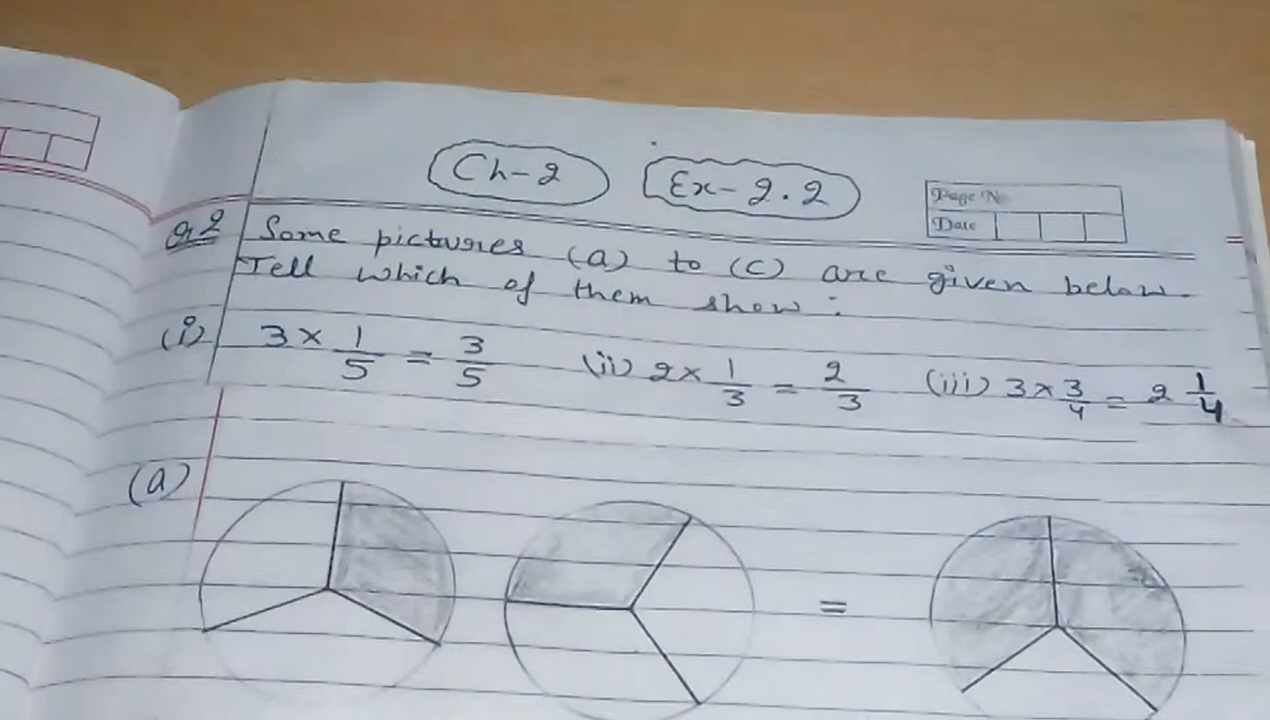 Ch-2 Ex-2.2
Page No
Date
Q2 Some pictures (a) to (c) are given below.
Tell which of them show:
(i) 3 × 1/5 = 3/5 (ii) 2 × 1/3 = 2/3 (iii) 3 × 3/4 = 2 1/4
(a)
=